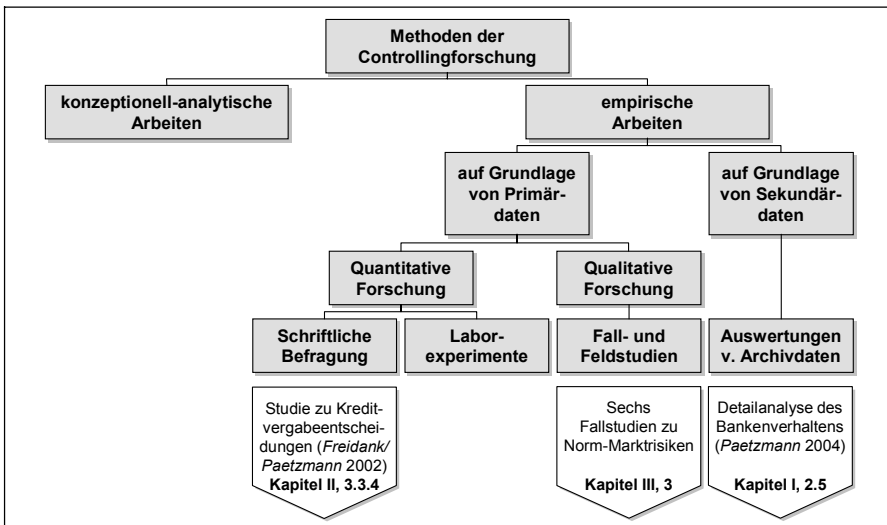 Methoden der
Controllingforschung
konzeptionell-analytische
Arbeiten
empirische
Arbeiten
auf Grundlage
von Primär-
daten
auf Grundlage
von Sekundär-
daten
Quantitative
Forschung
Qualitative
Forschung
Schriftliche
Befragung
Labor-
experimente
Fall- und
Feldstudien
Auswertungen
v. Archivdaten
Studie zu Kredit-
vergabeentschei-
dungen (Freidank/
Paetzmann 2002)
Kapitel II, 3.3.4
Sechs
Fallstudien zu
Norm-Marktrisiken
Kapitel III, 3
Detailanalyse des
Bankenverhaltens
(Paetzmann 2004)
Kapitel I, 2.5